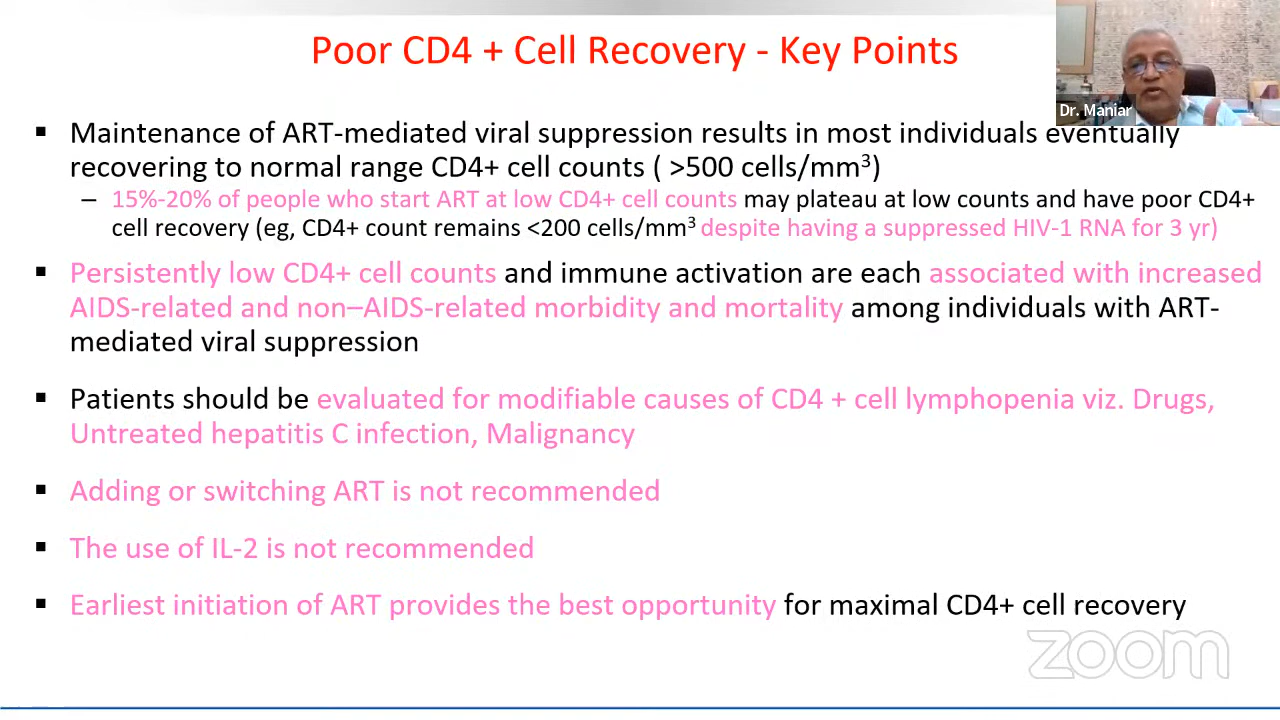 Poor CD4 + Cell Recovery - Key Points
Dr. Maniar
▪ Maintenance of ART-mediated viral suppression results in most individuals eventually
recovering to normal range CD4+ cell counts ( >500 cells/mm³)
– 15%-20% of people who start ART at low CD4+ cell counts may plateau at low counts and have poor CD4+
cell recovery (eg, CD4+ count remains <200 cells/mm³ despite having a suppressed HIV-1 RNA for 3 yr)
▪ Persistently low CD4+ cell counts and immune activation are each associated with increased
AIDS-related and non–AIDS-related morbidity and mortality among individuals with ART-
mediated viral suppression
▪ Patients should be evaluated for modifiable causes of CD4 + cell lymphopenia viz. Drugs,
Untreated hepatitis C infection, Malignancy
▪ Adding or switching ART is not recommended
▪ The use of IL-2 is not recommended
▪ Earliest initiation of ART provides the best opportunity for maximal CD4+ cell recovery
zoom